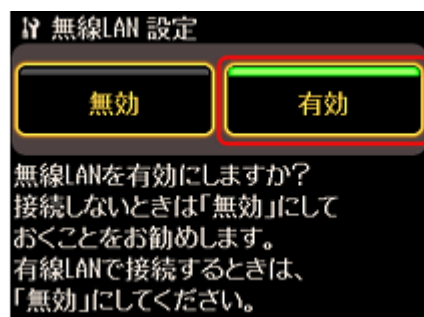 無線LAN 設定
無効
有効
無線LANを有効にしますか?
接続しないときは「無効」にして
おくことをお勧めします。
有線LANで接続するときは、
「無効」にしてください。